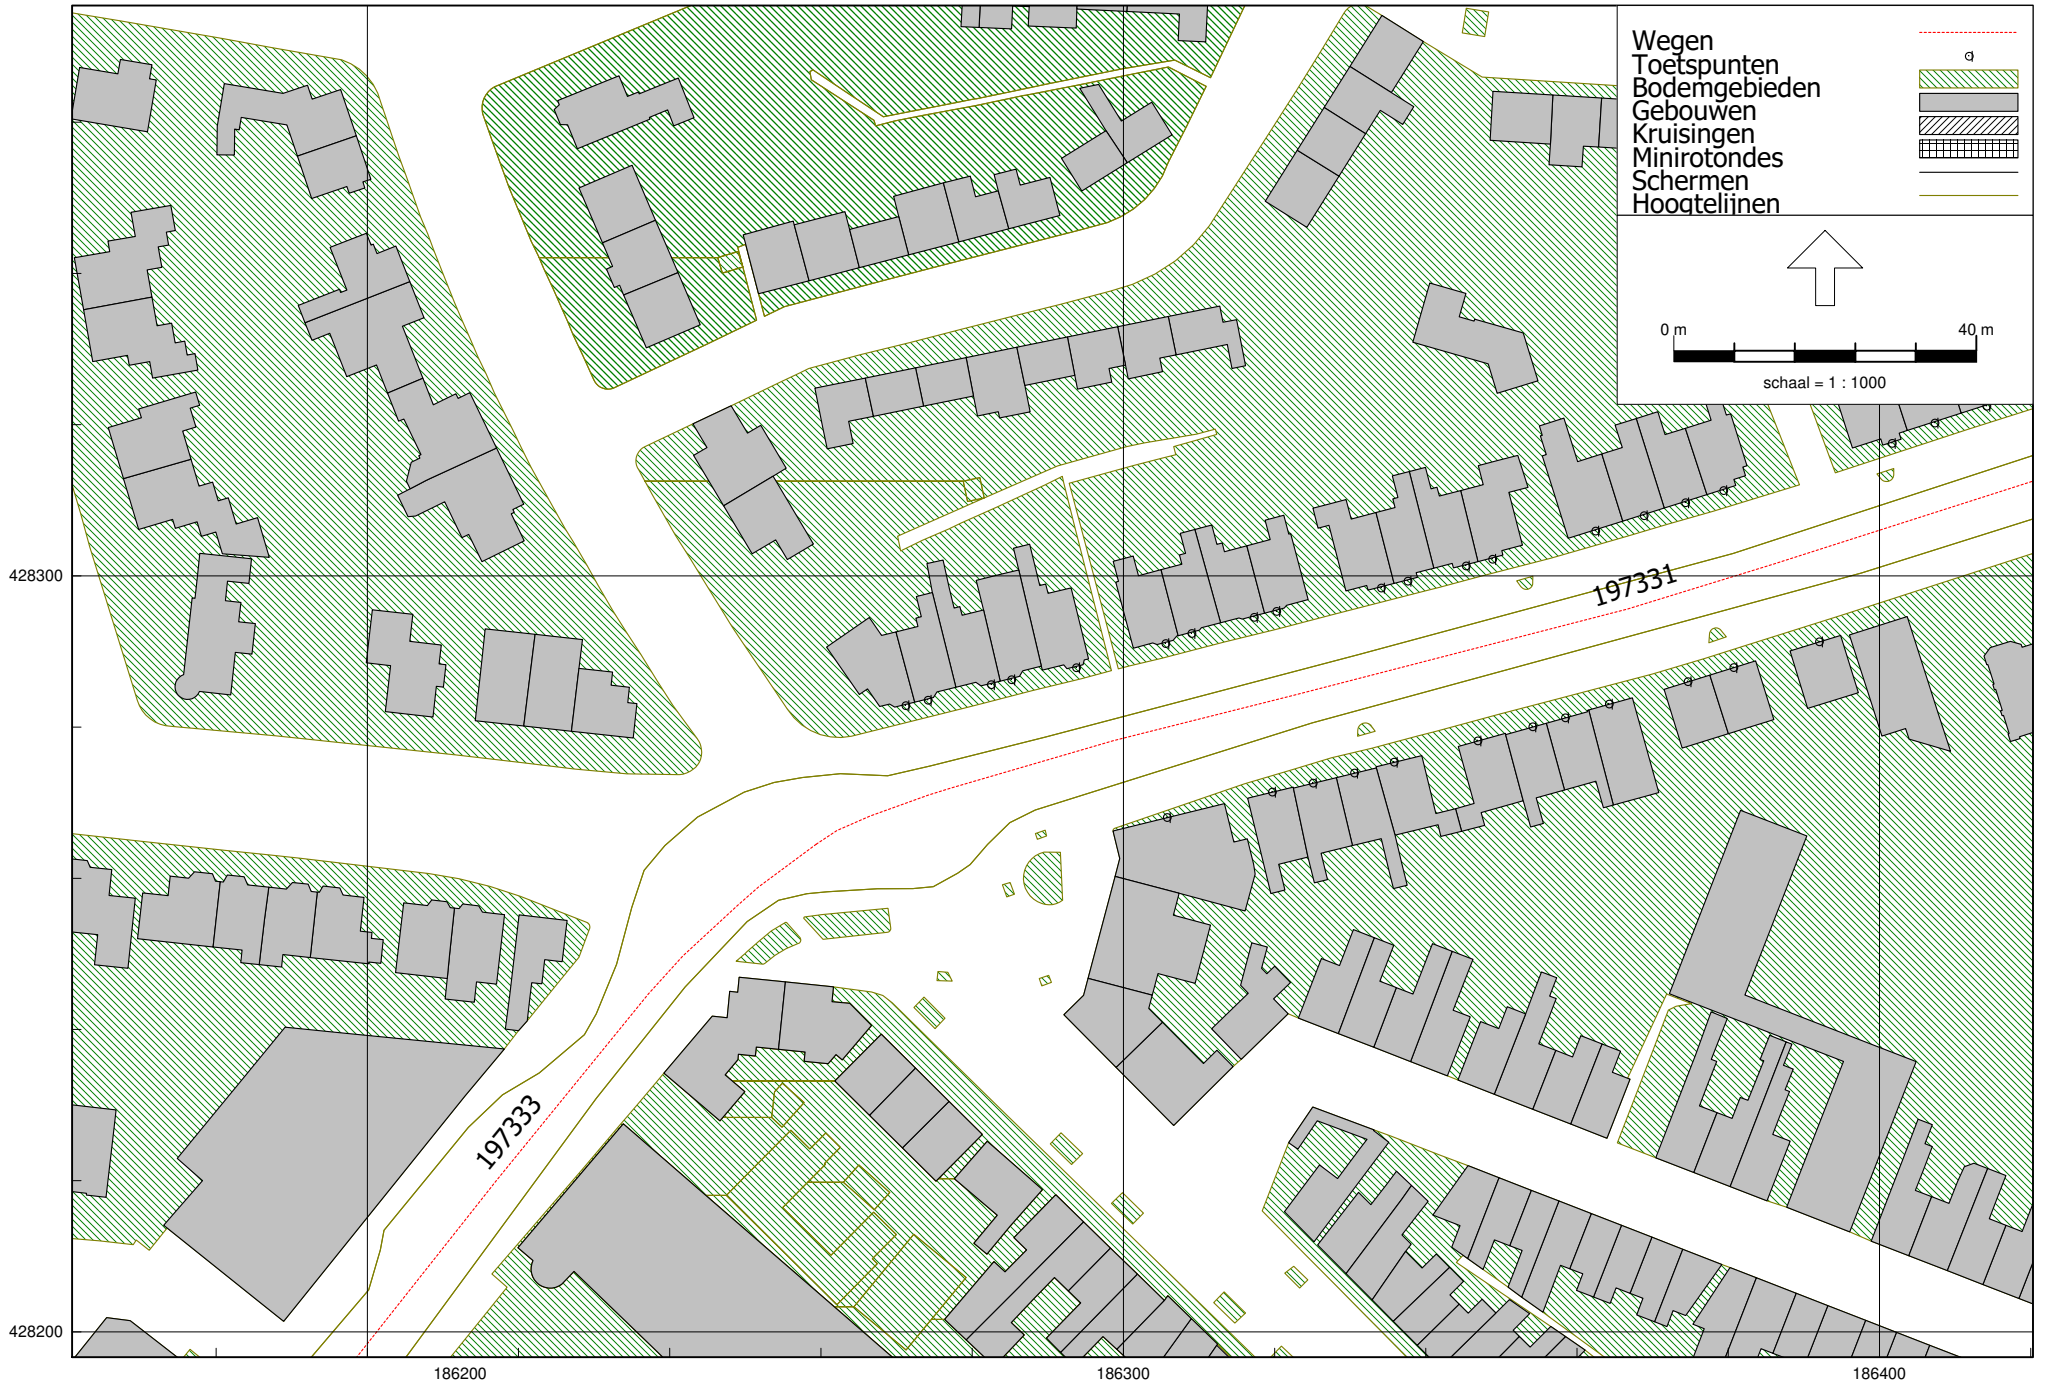 Wegen
Toetspunten
Bodemgebieden
Gebouwen
Kruisingen
Minirotondes
Schermen
Hoogtelijnen
0 m 40 m
schaal = 1 : 1000
428300
197331
197333
428200
186200 186300 186400